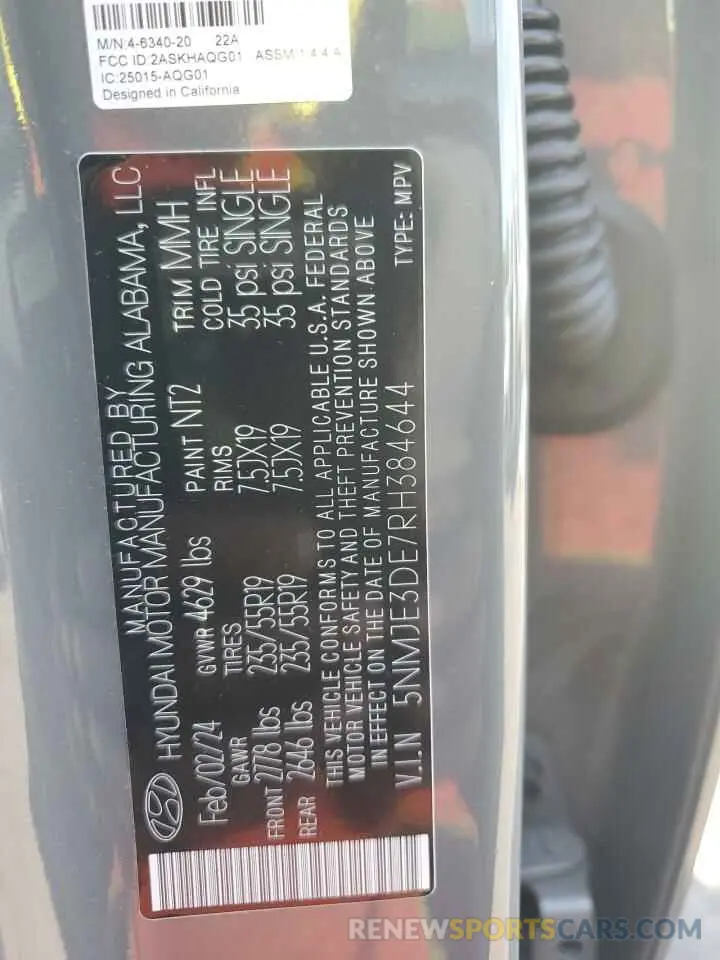 M/N:4-6340-20 22A
FCC ID:2ASKHAQG01 ASSM:1 4 4 A
IC:25015-AQG01
Designed in California
MANUFACTURED BY
HYUNDAI MOTOR MANUFACTURING ALABAMA, LLC
Feb/02/24 GVWR 4629 lbs PAINT NT2 TRIM MMH
GAWR TIRES RMS COLD TIRE INFL
FRONT 2778 lbs 235/55R19 7.5JX19 35 psi SINGLE
REAR 2646 lbs 235/55R19 7.5JX19 35 psi SINGLE
THIS VEHICLE CONFORMS TO ALL APPLICABLE U.S.A. FEDERAL
MOTOR VEHICLE SAFETY AND THEFT PREVENTION STANDARDS
IN EFFECT ON THE DATE OF MANUFACTURE SHOWN ABOVE
V.I.N 5NMJE3DE7RH384644 TYPE: MPV
RENEWSPORTSCARS.COM